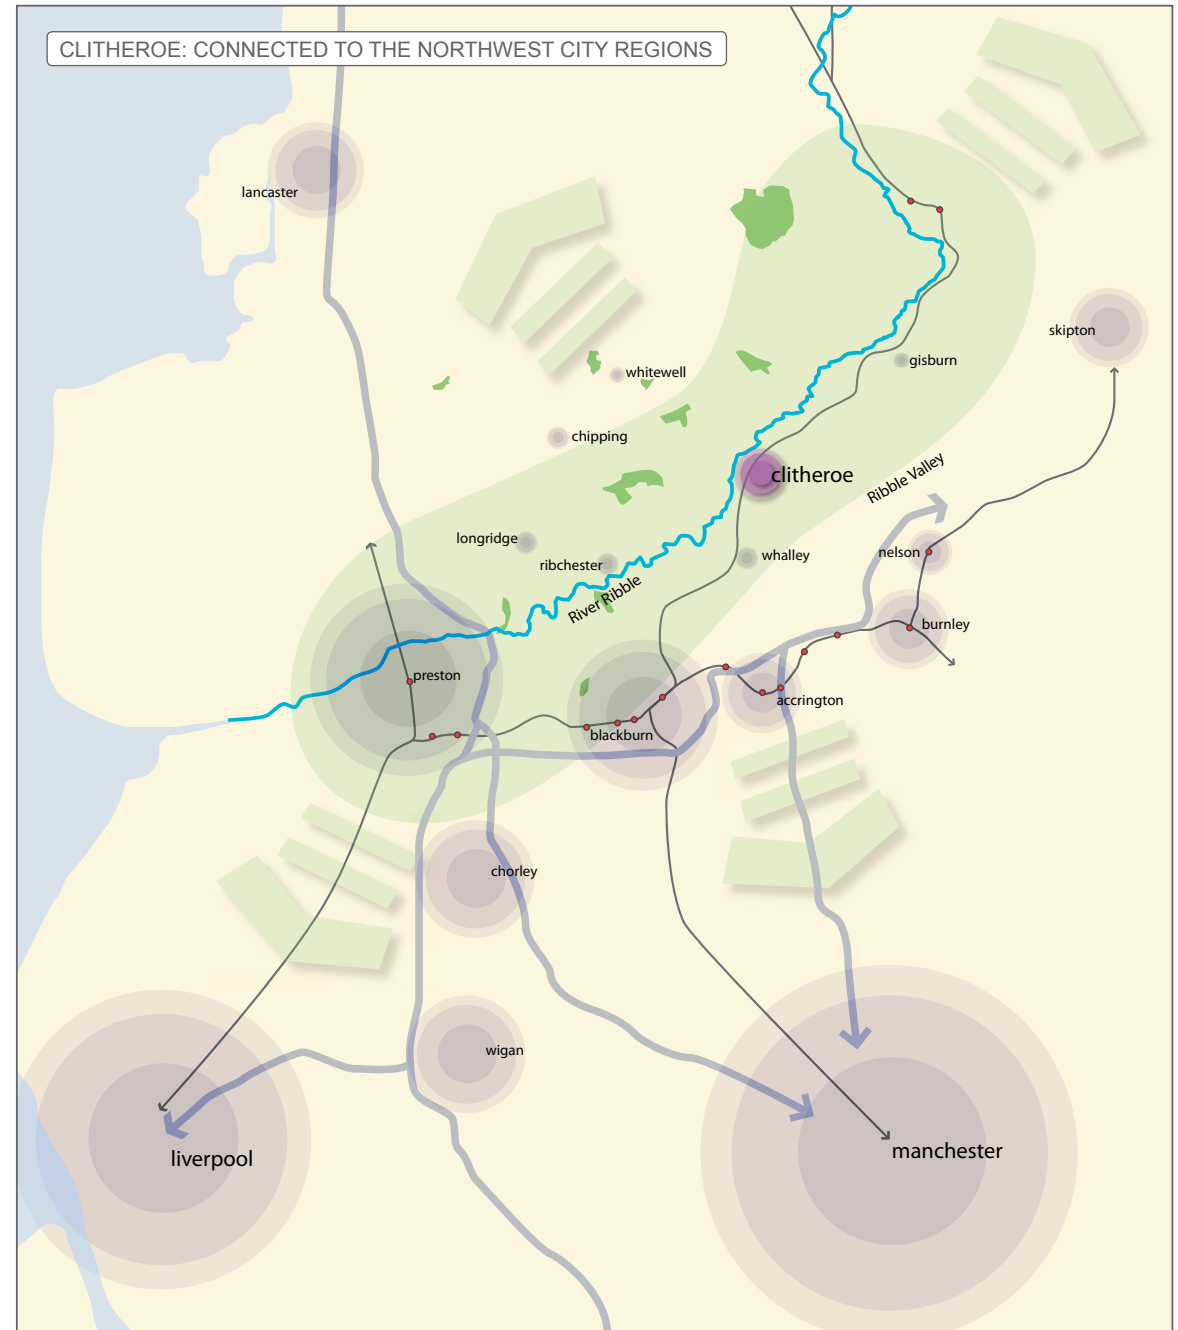 CLITHEROE: CONNECTED TO THE NORTHWEST CITY REGIONS
lancaster
skipton
gisburn
whitewell
chipping
clitheroe
Ribble Valley
longridge
nelson
whalley
ribchester
River Ribble
burnley
preston
accrington
blackburn
chorley
wigan
manchester
liverpool